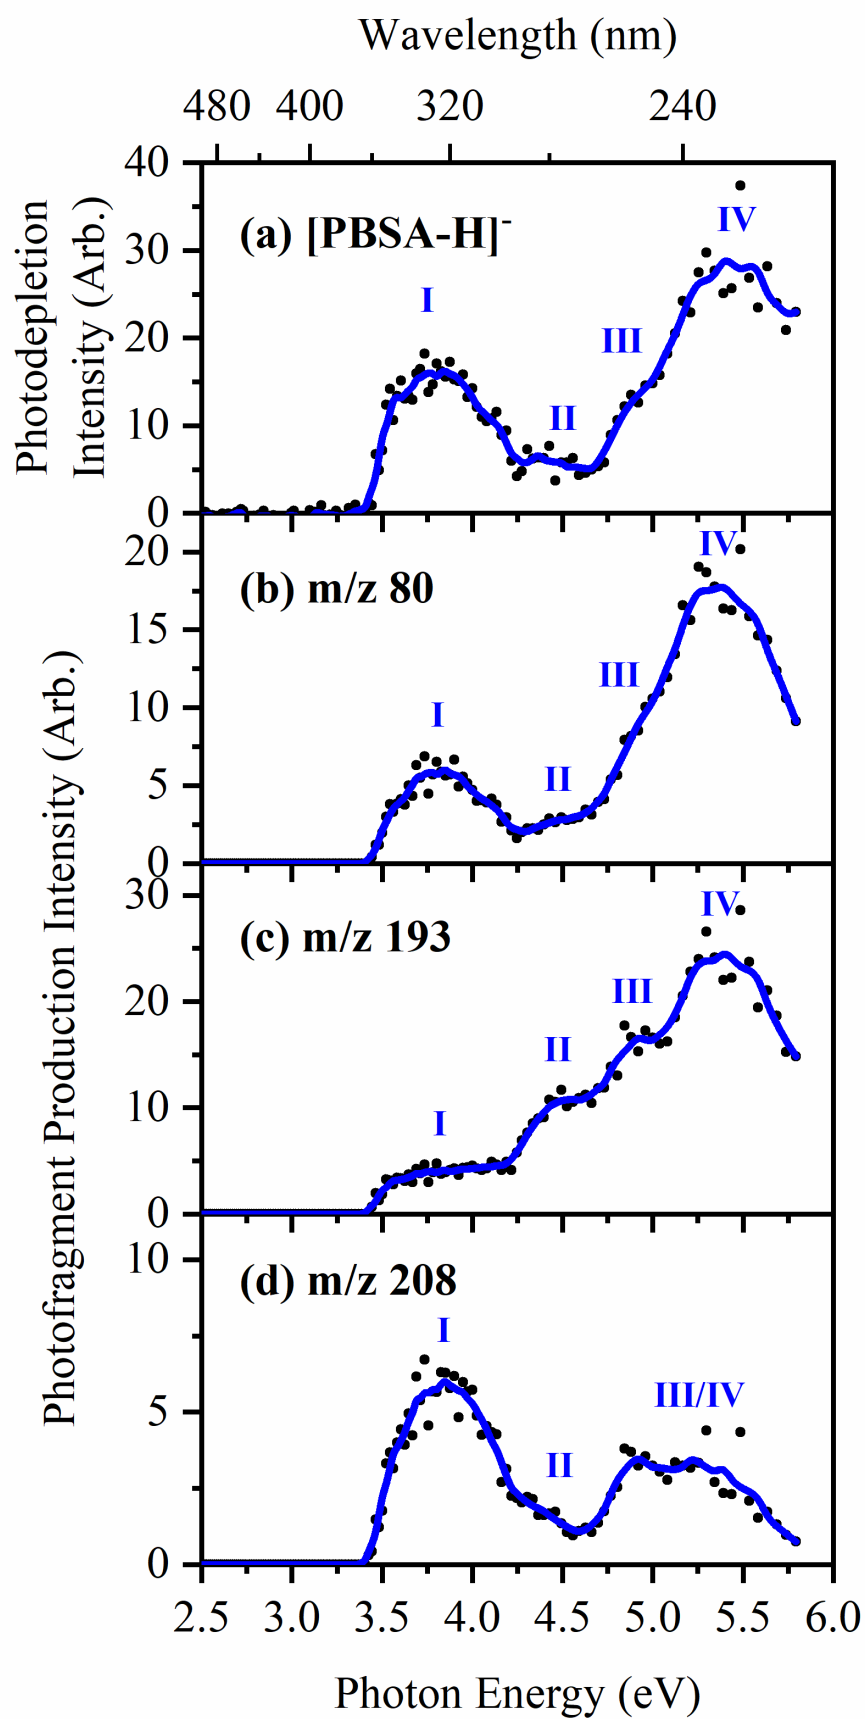 Wavelength (nm)
480 400 320 240
Photodepletion
Intensity (Arb.)
40
30
20
10
0
(a) [PBSA-H]-
I
II
III
IV
Photofragment Production Intensity (Arb.)
20
15
10
5
0
(b) m/z 80
I
II
III
IV
30
20
10
0
(c) m/z 193
I
II
III
IV
10
5
0
(d) m/z 208
I
II
III/IV
2.5 3.0 3.5 4.0 4.5 5.0 5.5 6.0
Photon Energy (eV)